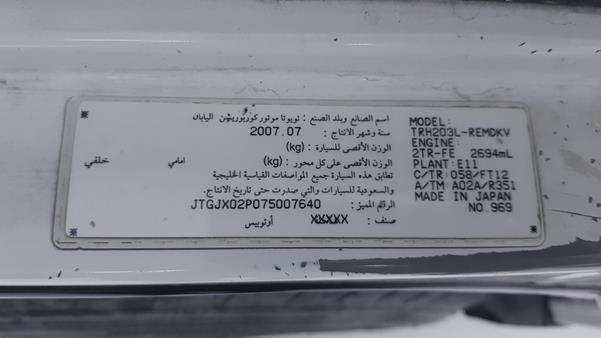 اسم الصانع وبلد الصنع : تويوتا موتور كوربوريشن اليابان
سنة وشهر الانتاج : 2007.07
الوزن الأقصى للسيارة : (kg)
الوزن الأقصى على كل محور : (kg) امامي خلفي
تطابق هذه السيارة جميع المواصفات القياسية الخليجية
والسعودية للسيارات والتي صدرت حتى تاريخ الانتاج.
الرقم المميز : JTGJX02P075007640
صنف : XXXXX أوتوبيس
MODEL:
TRH203L-REMDKV
ENGINE:
2TR-FE 2694mL
PLANT: E11
C/TR: 058/FT12
A/TM: A02A/R351
MADE IN JAPAN
NO.969